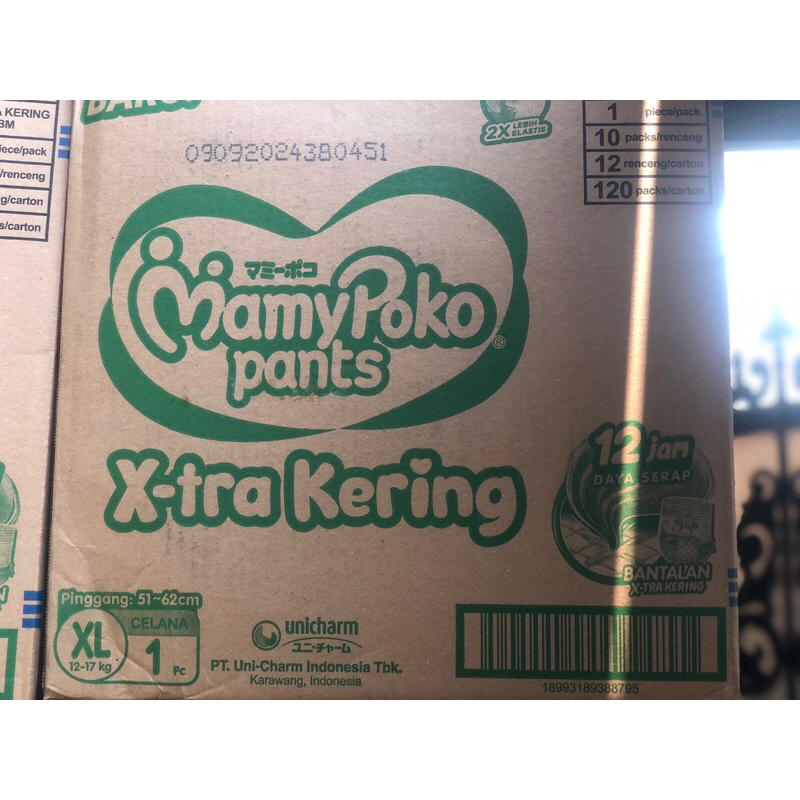 A KERING
BARU!
2X LEBIH
ELASTIS
1 piece/pack
10 packs/renceng
12 renceng/carton
120 packs/carton
piece/pack
/renceng
g/carton
s/carton
09092024380451
マミーポコ
MamyPoko®
pants
X-tra Kering
12 jam
DAYA SERAP
BANTALAN
X-TRA KERING
Pinggang: 51~62cm
XL
12-17 kg
CELANA
1 Pc
unicharm
ユニ・チャーム
PT. Uni-Charm Indonesia Tbk.
Karawang, Indonesia
18993189388795